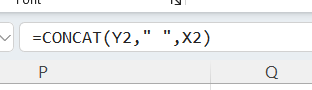 Font
=CONCAT(Y2," ",X2)
P Q